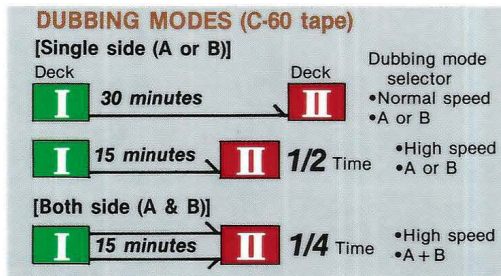 DUBBING MODES (C-60 tape)
[Single side (A or B)]
Deck Deck Dubbing mode
selector
I 30 minutes II •Normal speed
•A or B
I 15 minutes II 1/2 Time •High speed
•A or B
[Both side (A & B)]
I 15 minutes II 1/4 Time •High speed
•A+B